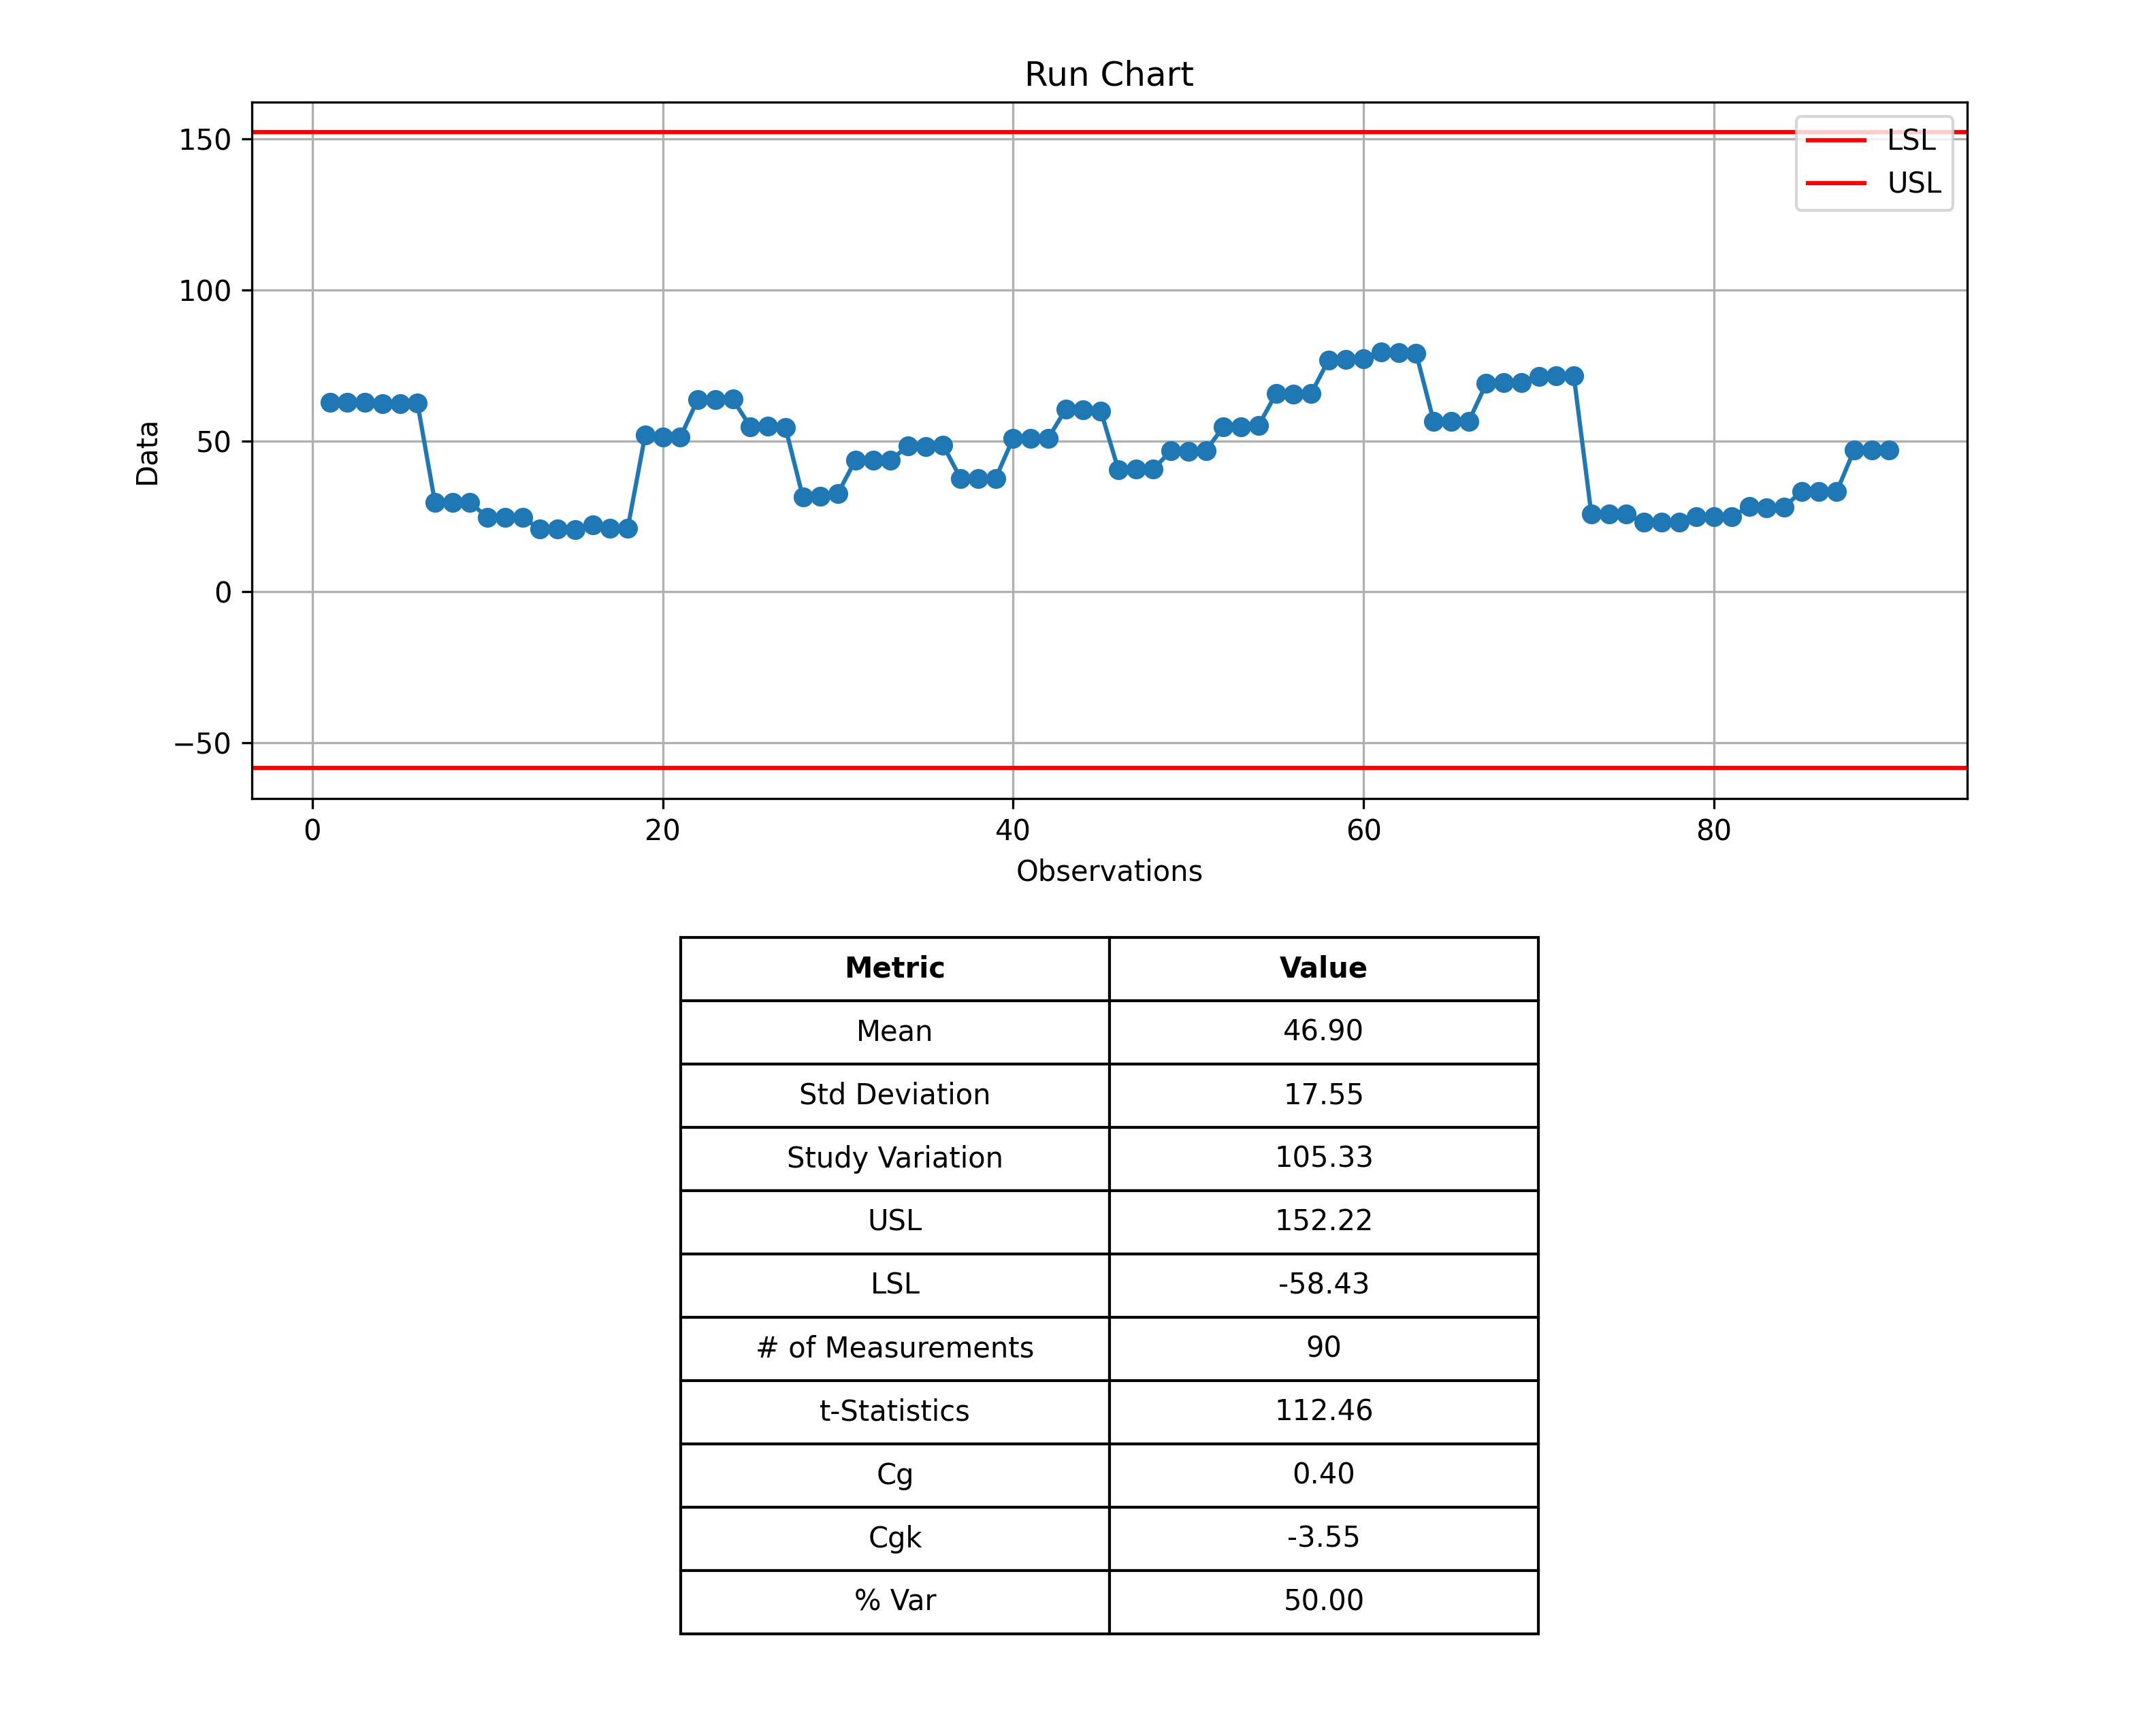 Run Chart
150
100
50
0
−50
Data
LSL
USL
0 20 40 60 80
Observations
Metric Value
Mean 46.90
Std Deviation 17.55
Study Variation 105.33
USL 152.22
LSL -58.43
# of Measurements 90
t-Statistics 112.46
Cg 0.40
Cgk -3.55
% Var 50.00